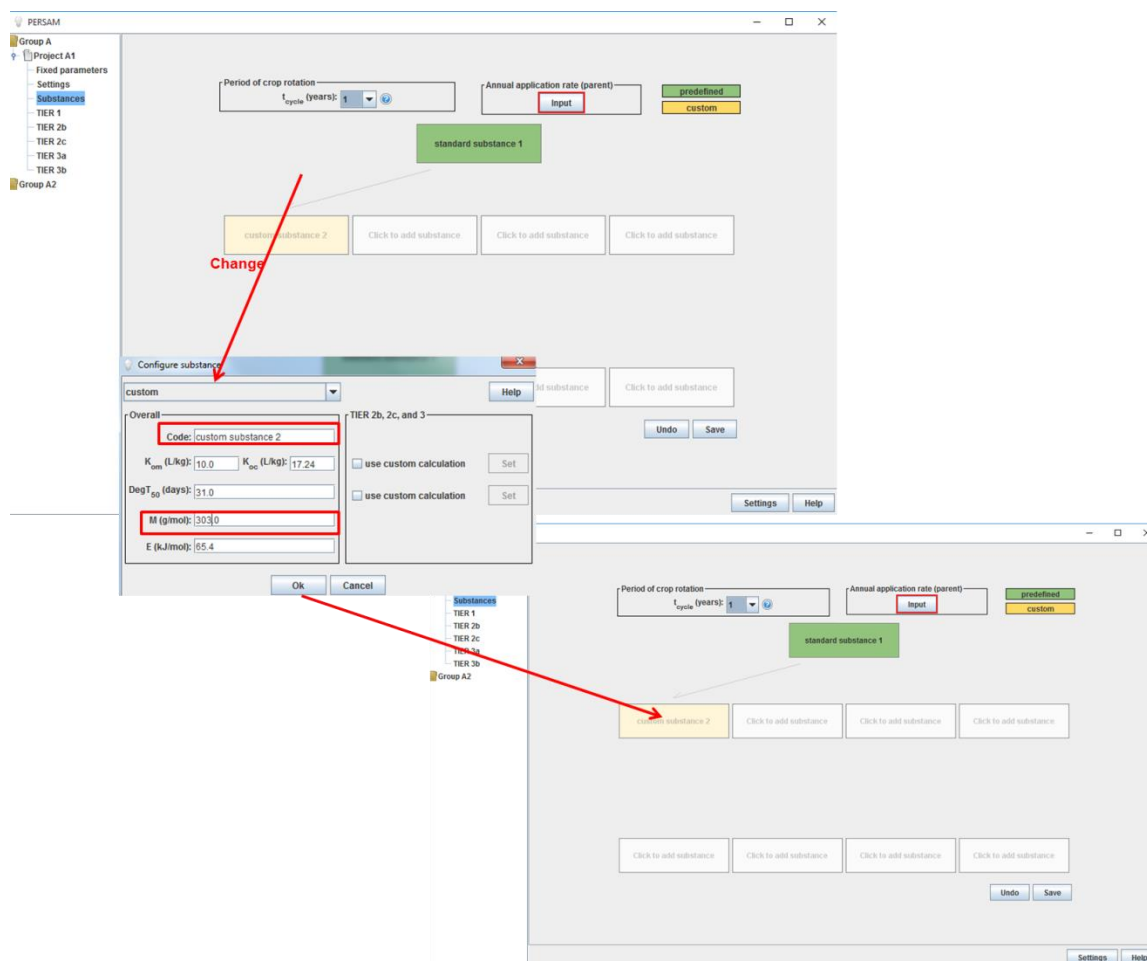 PERSAM
Group A
Project A1
Fixed parameters
Settings
Substances
TIER 1
TIER 2b
TIER 2c
TIER 3a
TIER 3b
Group A2
Period of crop rotation
tcycle (years): 1
Annual application rate (parent)
Input
predefined
custom
standard substance 1
custom substance 2
Click to add substance
Click to add substance
Click to add substance
Change
Click to add substance
Undo Save
Settings Help
Configure substance
custom
Help
Overall
Code: custom substance 2
Kom (L/kg): 10.0 Koc (L/kg): 17.24
DegT50 (days): 31.0
M (g/mol): 303.0
E (kJ/mol): 65.4
TIER 2b, 2c, and 3
use custom calculation Set
use custom calculation Set
Ok Cancel
Substances
TIER 1
TIER 2b
TIER 2c
TIER 3a
TIER 3b
Group A2
Period of crop rotation
tcycle (years): 1
Annual application rate (parent)
Input
predefined
custom
standard substance 1
custom substance 2
Click to add substance
Click to add substance
Click to add substance
Click to add substance
Click to add substance
Click to add substance
Click to add substance
Undo Save
Settings Help